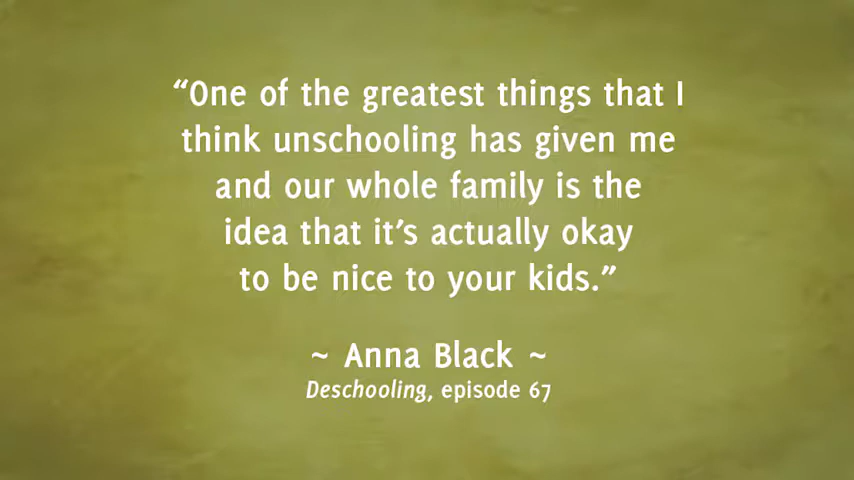 “One of the greatest things that I
think unschooling has given me
and our whole family is the
idea that it’s actually okay
to be nice to your kids.”
~ Anna Black ~
Deschooling, episode 67